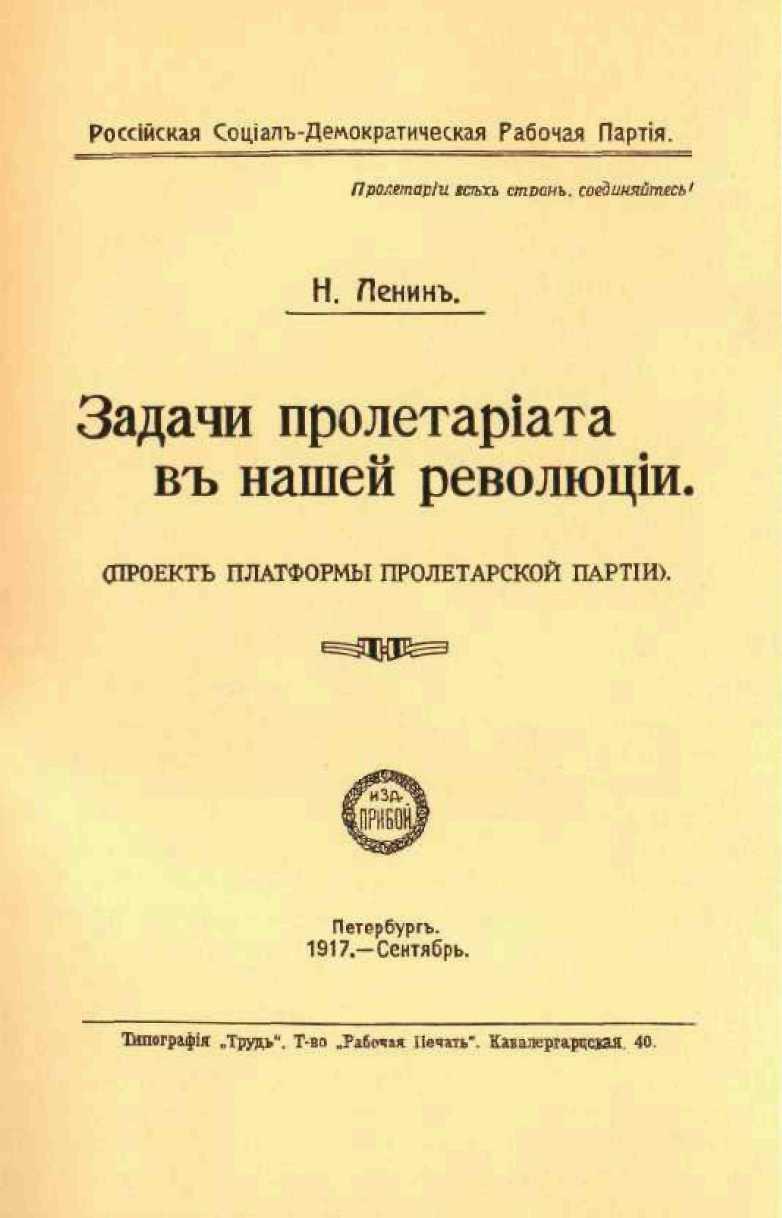 Россійская Соціалъ-Демократическая Рабочая Партія.
Пролетаріи всѣхъ странъ, соединяйтесь!
Н. Ленинъ.
Задачи пролетаріата
въ нашей революціи.
(ПРОЕКТЪ ПЛАТФОРМЫ ПРОЛЕТАРСКОЙ ПАРТІИ).
ИЗД.
ПРИБОЙ
Петербургъ.
1917.—Сентябрь.
Типографія „Трудъ“. Т-во „Рабочая Печать“. Кавалергардская, 40.